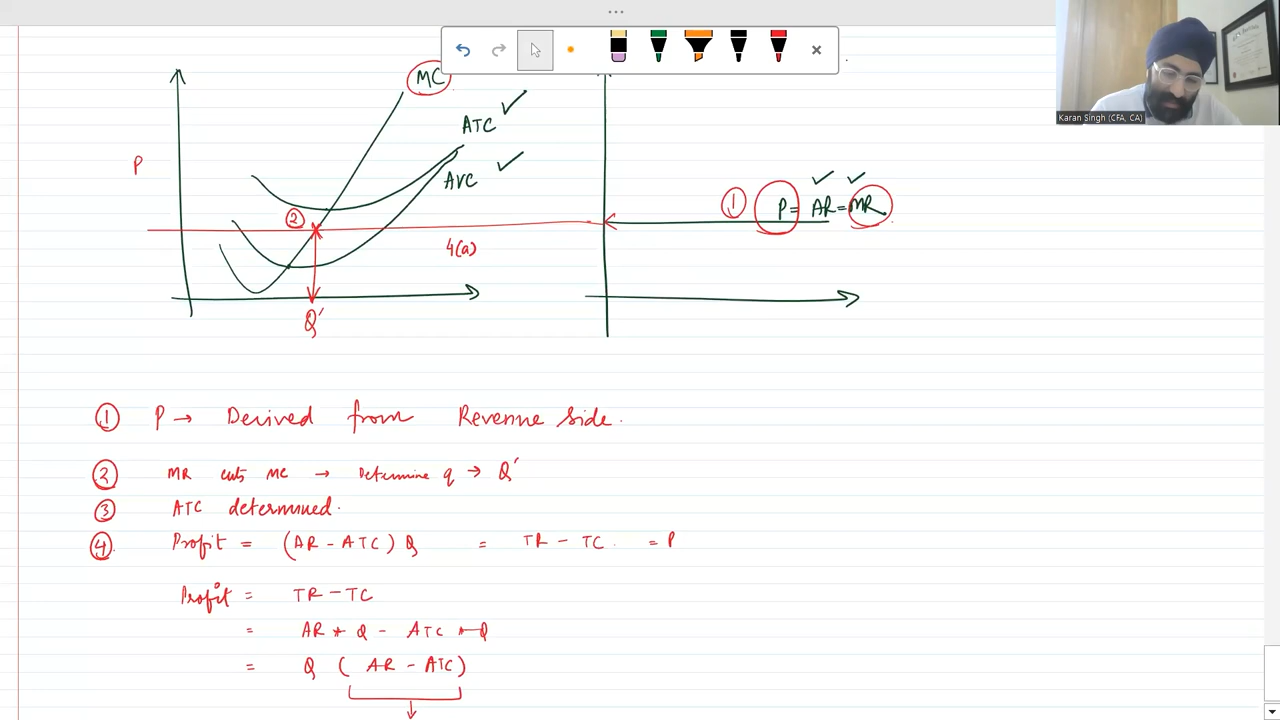 MC
ATC ✓
AVC ✓
P
②
4(a)
Q'
① P = AR = MR
Karan Singh (CFA, CA)
① P → Derived from Revenue side.
② MR cuts MC → Determine q → Q'
③ ATC determined.
④ Profit = (AR - ATC) Q = TR - TC. = P
Profit = TR - TC
= AR * Q - ATC * Q
= Q ( AR - ATC)